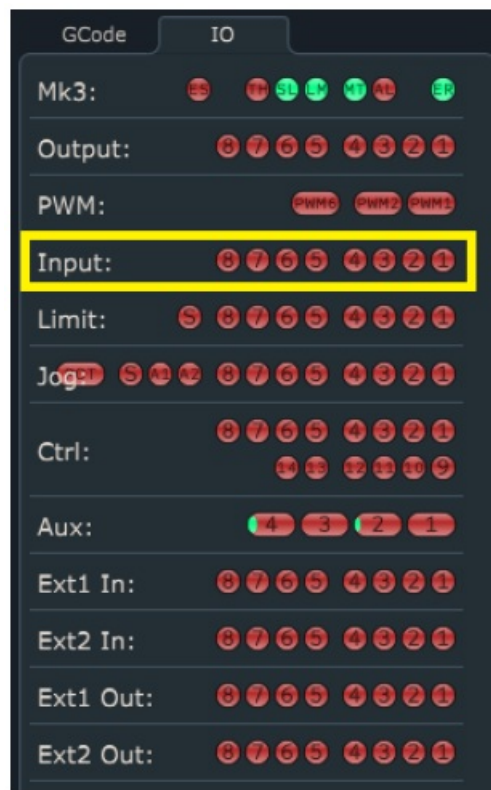 GCode IO
Mk3: ES TH SL LM MT AL ER
Output: 8 7 6 5 4 3 2 1
PWM: PWM6 PWM2 PWM1
Input: 8 7 6 5 4 3 2 1
Limit: S 8 7 6 5 4 3 2 1
Jog: S A1 A2 8 7 6 5 4 3 2 1
Ctrl: 8 7 6 5 4 3 2 1
14 13 12 11 10 9
Aux: 4 3 2 1
Ext1 In: 8 7 6 5 4 3 2 1
Ext2 In: 8 7 6 5 4 3 2 1
Ext1 Out: 8 7 6 5 4 3 2 1
Ext2 Out: 8 7 6 5 4 3 2 1